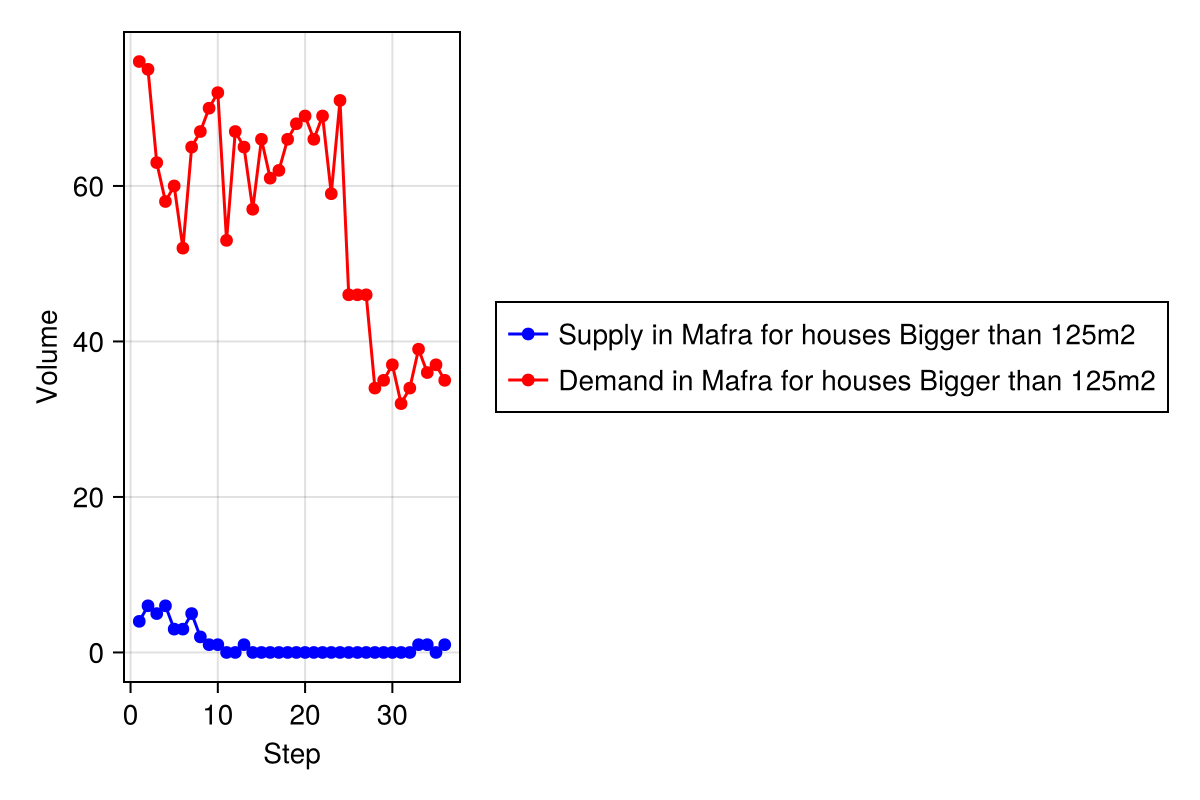 Volume
60
40
20
0
0 10 20 30
Step
Supply in Mafra for houses Bigger than 125m2
Demand in Mafra for houses Bigger than 125m2